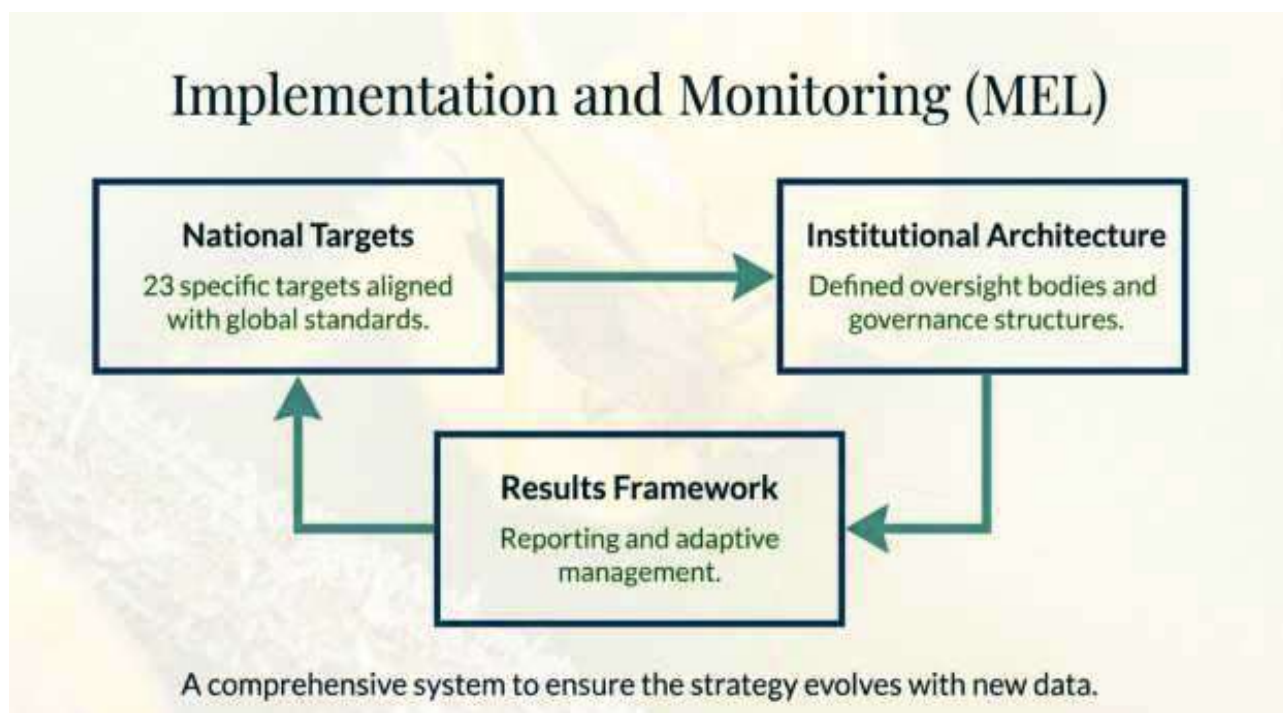 Implementation and Monitoring (MEL)
National Targets
23 specific targets aligned
with global standards.
Institutional Architecture
Defined oversight bodies and
governance structures.
Results Framework
Reporting and adaptive
management.
A comprehensive system to ensure the strategy evolves with new data.